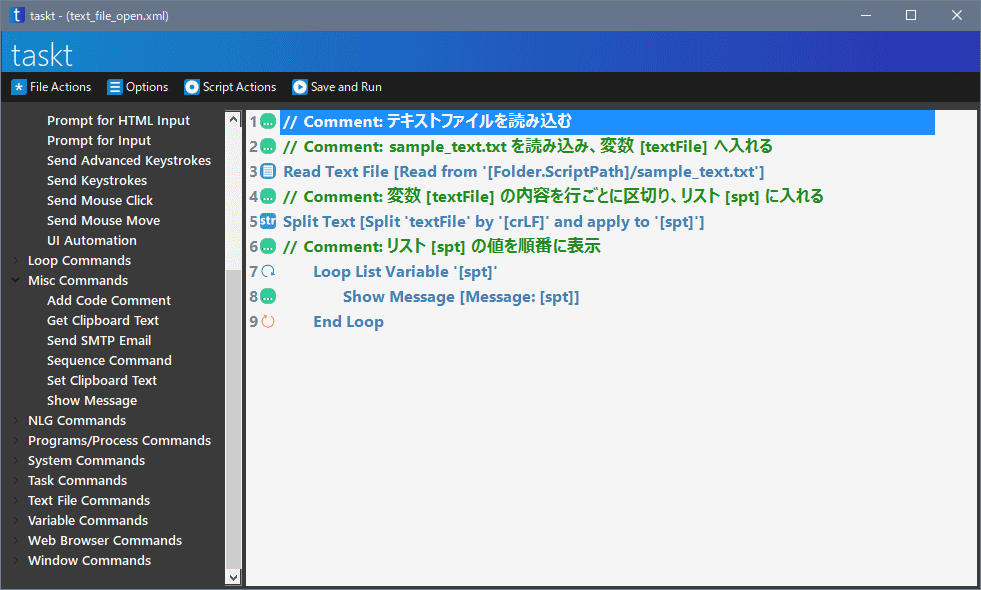 taskt - (text_file_open.xml)
taskt
File Actions
Options
Script Actions
Save and Run
Prompt for HTML Input
Prompt for Input
Send Advanced Keystrokes
Send Keystrokes
Send Mouse Click
Send Mouse Move
UI Automation
Loop Commands
Misc Commands
Add Code Comment
Get Clipboard Text
Send SMTP Email
Sequence Command
Set Clipboard Text
Show Message
NLG Commands
Programs/Process Commands
System Commands
Task Commands
Text File Commands
Variable Commands
Web Browser Commands
Window Commands
1 // Comment: テキストファイルを読み込む
2 // Comment: sample_text.txt を読み込み、変数 [textFile] へ入れる
3 Read Text File [Read from '[Folder.ScriptPath]/sample_text.txt']
4 // Comment: 変数 [textFile] の内容を行ごとに区切り、リスト [spt] に入れる
5 str Split Text [Split 'textFile' by '[crLF]' and apply to '[spt]']
6 // Comment: リスト [spt] の値を順番に表示
7 Loop List Variable '[spt]'
8 Show Message [Message: [spt]]
9 End Loop